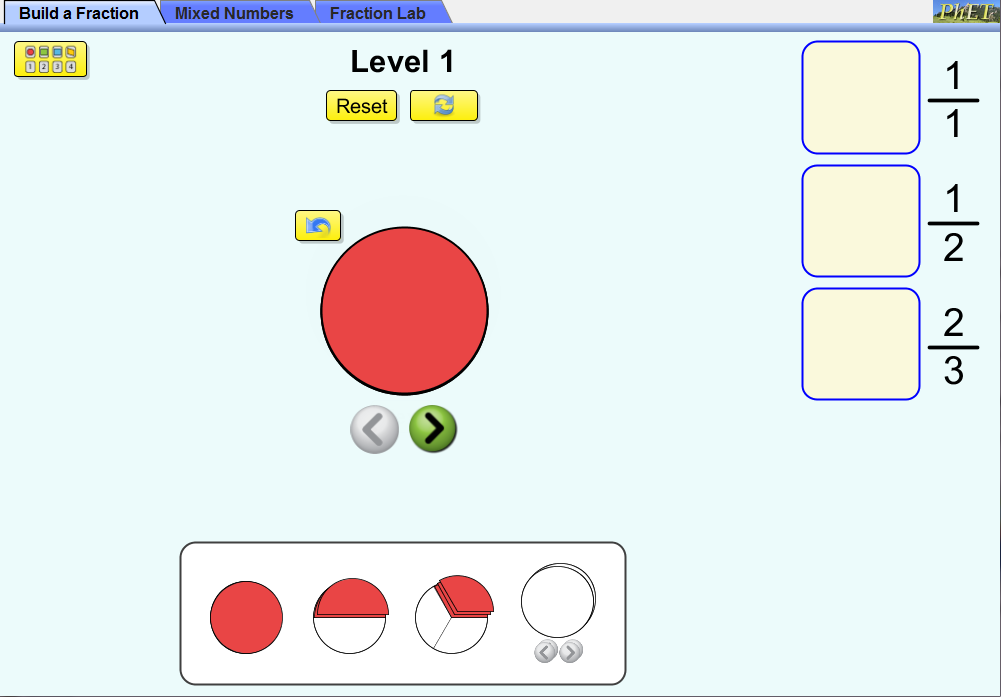 Build a Fraction
Mixed Numbers
Fraction Lab
PhET
1 2 3 4
Level 1
Reset
1
1
1
2
2
3